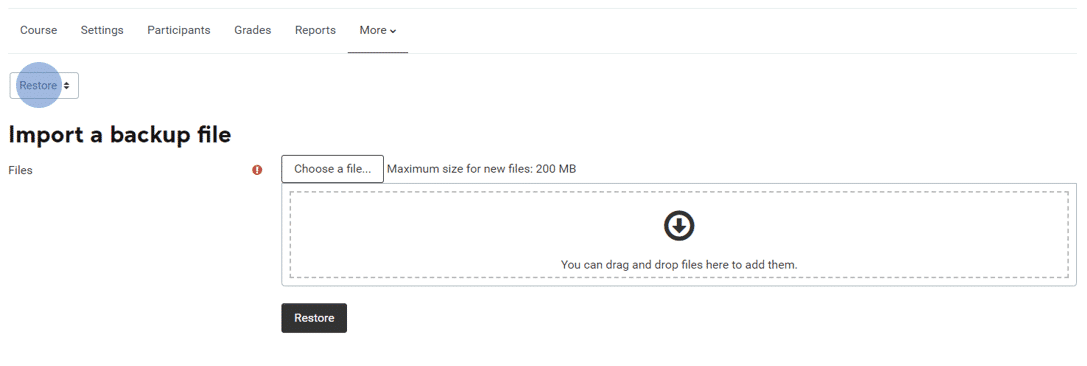 Course Settings Participants Grades Reports More
Restore
Import a backup file
Files
Choose a file... Maximum size for new files: 200 MB
You can drag and drop files here to add them.
Restore